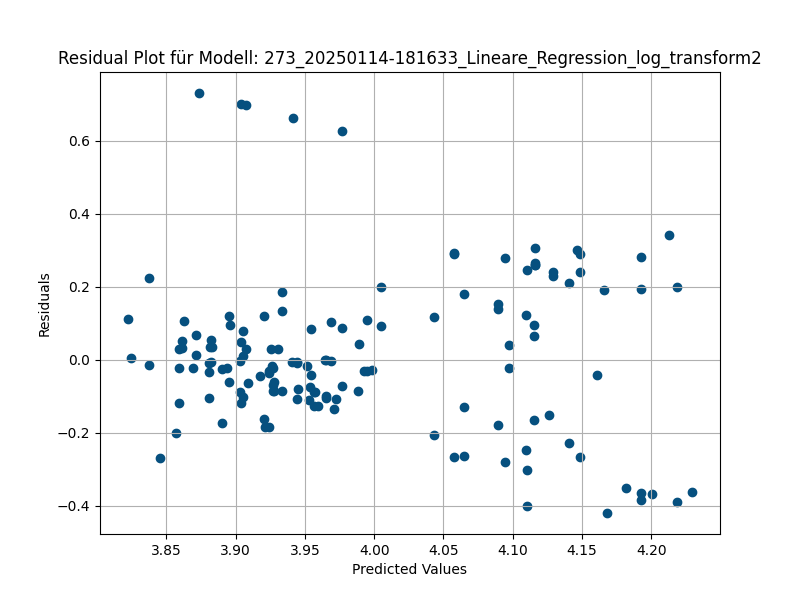 Residual Plot für Modell: 273_20250114-181633_Lineare_Regression_log_transform2
0.6
0.4
0.2
0.0
−0.2
−0.4
Residuals
3.85 3.90 3.95 4.00 4.05 4.10 4.15 4.20
Predicted Values